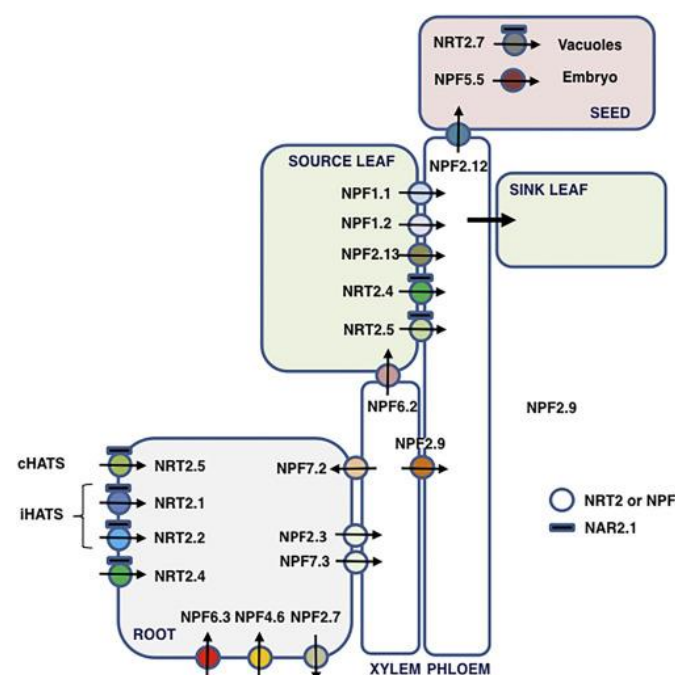 NRT2.7
Vacuoles
NPF5.5
Embryo
SEED
SOURCE LEAF
NPF2.12
NPF1.1
NPF1.2
NPF2.13
NRT2.4
NRT2.5
SINK LEAF
NPF6.2
NPF2.9
NPF2.9
cHATS
NRT2.5
NPF7.2
iHATS
NRT2.1
NRT2.2
NPF2.3
NRT2 or NPF
NAR2.1
NPF7.3
NRT2.4
NPF6.3 NPF4.6 NPF2.7
ROOT
XYLEM PHLOEM